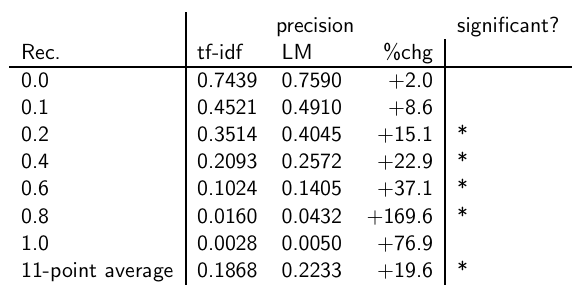 precision significant?
Rec. tf-idf LM %chg
0.0 0.7439 0.7590 +2.0
0.1 0.4521 0.4910 +8.6
0.2 0.3514 0.4045 +15.1 *
0.4 0.2093 0.2572 +22.9 *
0.6 0.1024 0.1405 +37.1 *
0.8 0.0160 0.0432 +169.6 *
1.0 0.0028 0.0050 +76.9
11-point average 0.1868 0.2233 +19.6 *